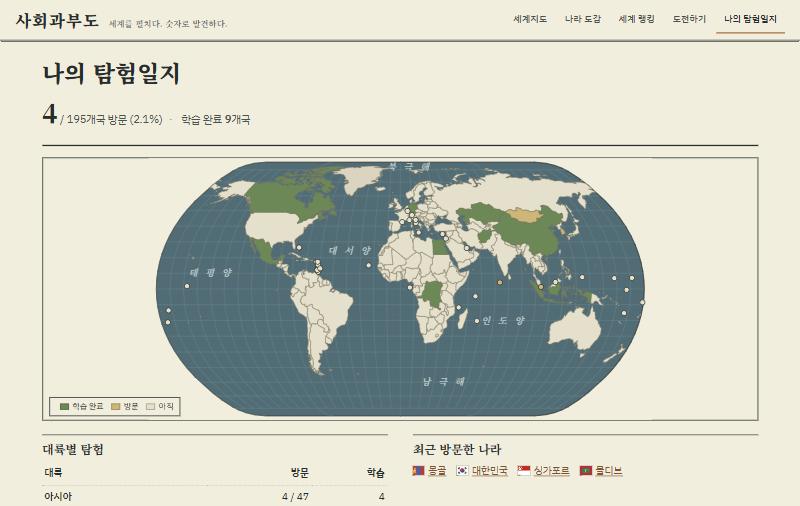 사회과부도 세계를 펼치다. 숫자로 발견하다.
세계지도 나라 도감 세계 랭킹 도전하기 나의 탐험일지
나의 탐험일지
4 / 195개국 방문 (2.1%) · 학습 완료 9개국
북 극 해
대 서 양
태 평 양
인 도 양
남 극 해
학습 완료 방문 아직
대륙별 탐험
대륙 방문 학습
아시아 4 / 47 4
최근 방문한 나라
몽골 대한민국 싱가포르 몰디브